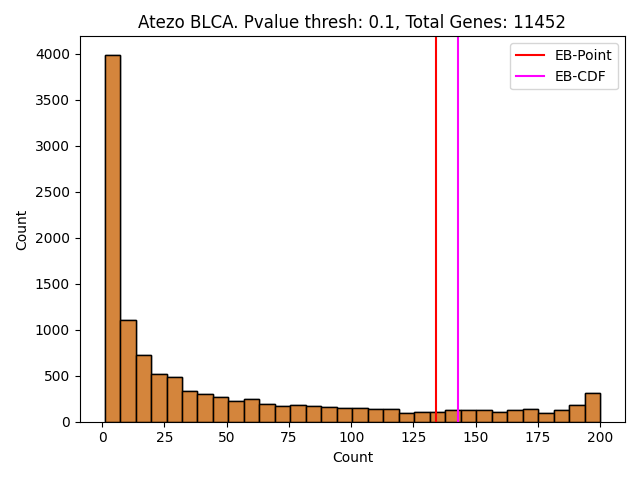 Atezo BLCA. Pvalue thresh: 0.1, Total Genes: 11452
EB-Point
EB-CDF
Count
4000
3500
3000
2500
2000
1500
1000
500
0
0 25 50 75 100 125 150 175 200
Count